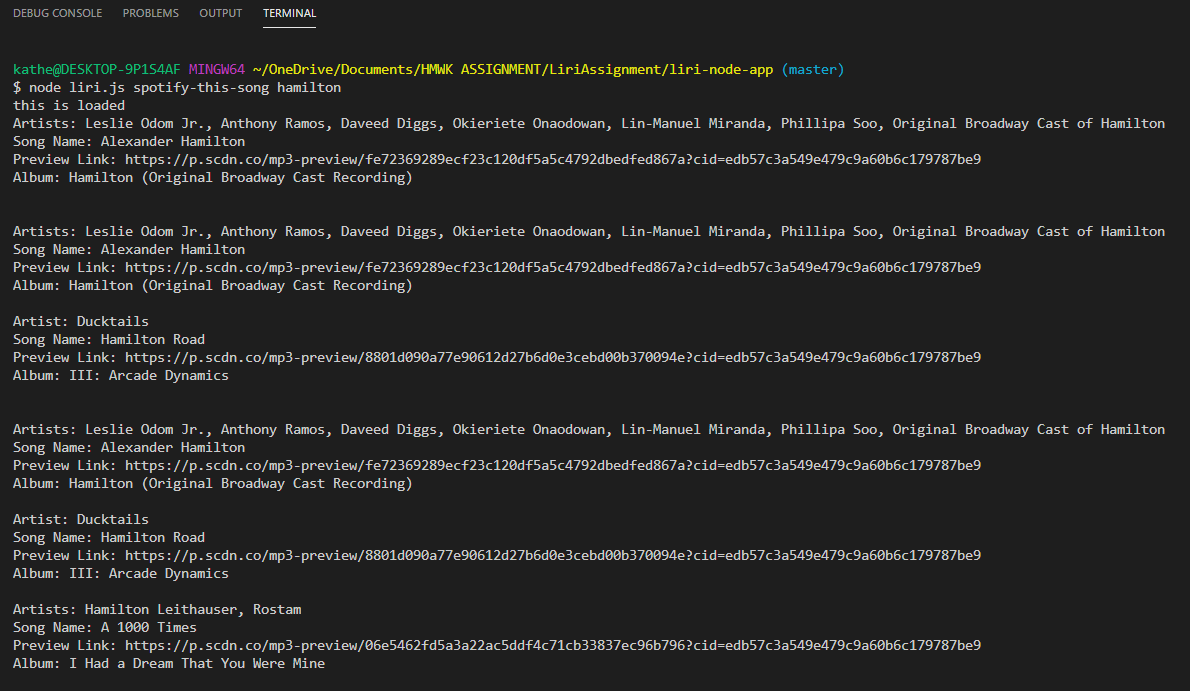 DEBUG CONSOLE PROBLEMS OUTPUT TERMINAL
kathe@DESKTOP-9P1S4AF MINGW64 ~/OneDrive/Documents/HMWK ASSIGNMENT/LiriAssignment/liri-node-app (master)
$ node liri.js spotify-this-song hamilton
this is loaded
Artists: Leslie Odom Jr., Anthony Ramos, Daveed Diggs, Okieriete Onaodowan, Lin-Manuel Miranda, Phillipa Soo, Original Broadway Cast of Hamilton
Song Name: Alexander Hamilton
Preview Link: https://p.scdn.co/mp3-preview/fe72369289ecf23c120df5a5c4792dbedfed867a?cid=edb57c3a549e479c9a60b6c179787be9
Album: Hamilton (Original Broadway Cast Recording)
Artists: Leslie Odom Jr., Anthony Ramos, Daveed Diggs, Okieriete Onaodowan, Lin-Manuel Miranda, Phillipa Soo, Original Broadway Cast of Hamilton
Song Name: Alexander Hamilton
Preview Link: https://p.scdn.co/mp3-preview/fe72369289ecf23c120df5a5c4792dbedfed867a?cid=edb57c3a549e479c9a60b6c179787be9
Album: Hamilton (Original Broadway Cast Recording)
Artist: Ducktails
Song Name: Hamilton Road
Preview Link: https://p.scdn.co/mp3-preview/8801d090a77e90612d27b6d0e3cebd00b370094e?cid=edb57c3a549e479c9a60b6c179787be9
Album: III: Arcade Dynamics
Artists: Leslie Odom Jr., Anthony Ramos, Daveed Diggs, Okieriete Onaodowan, Lin-Manuel Miranda, Phillipa Soo, Original Broadway Cast of Hamilton
Song Name: Alexander Hamilton
Preview Link: https://p.scdn.co/mp3-preview/fe72369289ecf23c120df5a5c4792dbedfed867a?cid=edb57c3a549e479c9a60b6c179787be9
Album: Hamilton (Original Broadway Cast Recording)
Artist: Ducktails
Song Name: Hamilton Road
Preview Link: https://p.scdn.co/mp3-preview/8801d090a77e90612d27b6d0e3cebd00b370094e?cid=edb57c3a549e479c9a60b6c179787be9
Album: III: Arcade Dynamics
Artists: Hamilton Leithauser, Rostam
Song Name: A 1000 Times
Preview Link: https://p.scdn.co/mp3-preview/06e5462fd5a3a22ac5ddf4c71cb33837ec96b796?cid=edb57c3a549e479c9a60b6c179787be9
Album: I Had a Dream That You Were Mine